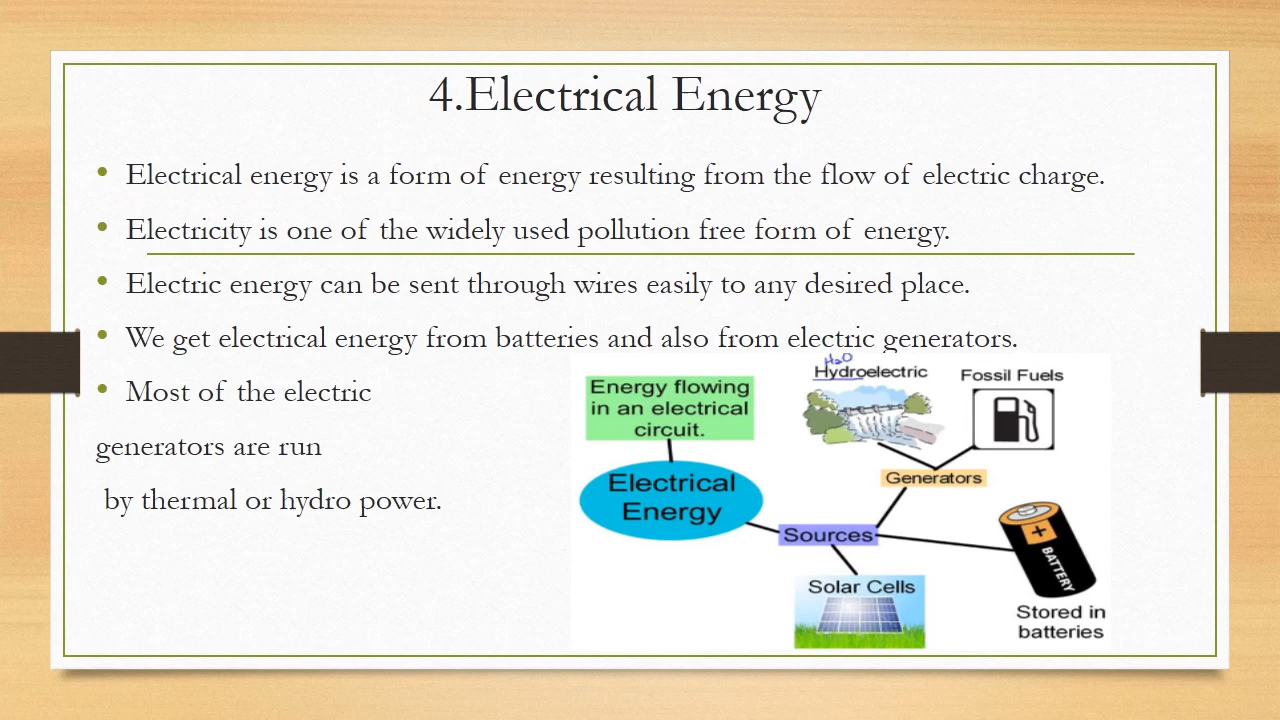 4.Electrical Energy
• Electrical energy is a form of energy resulting from the flow of electric charge.
• Electricity is one of the widely used pollution free form of energy.
• Electric energy can be sent through wires easily to any desired place.
• We get electrical energy from batteries and also from electric generators.
• Most of the electric
generators are run
by thermal or hydro power.
Energy flowing
in an electrical
circuit.
Electrical
Energy
Sources
H2O
Hydroelectric
Fossil Fuels
Generators
+
BATTERY
Stored in
batteries
Solar Cells